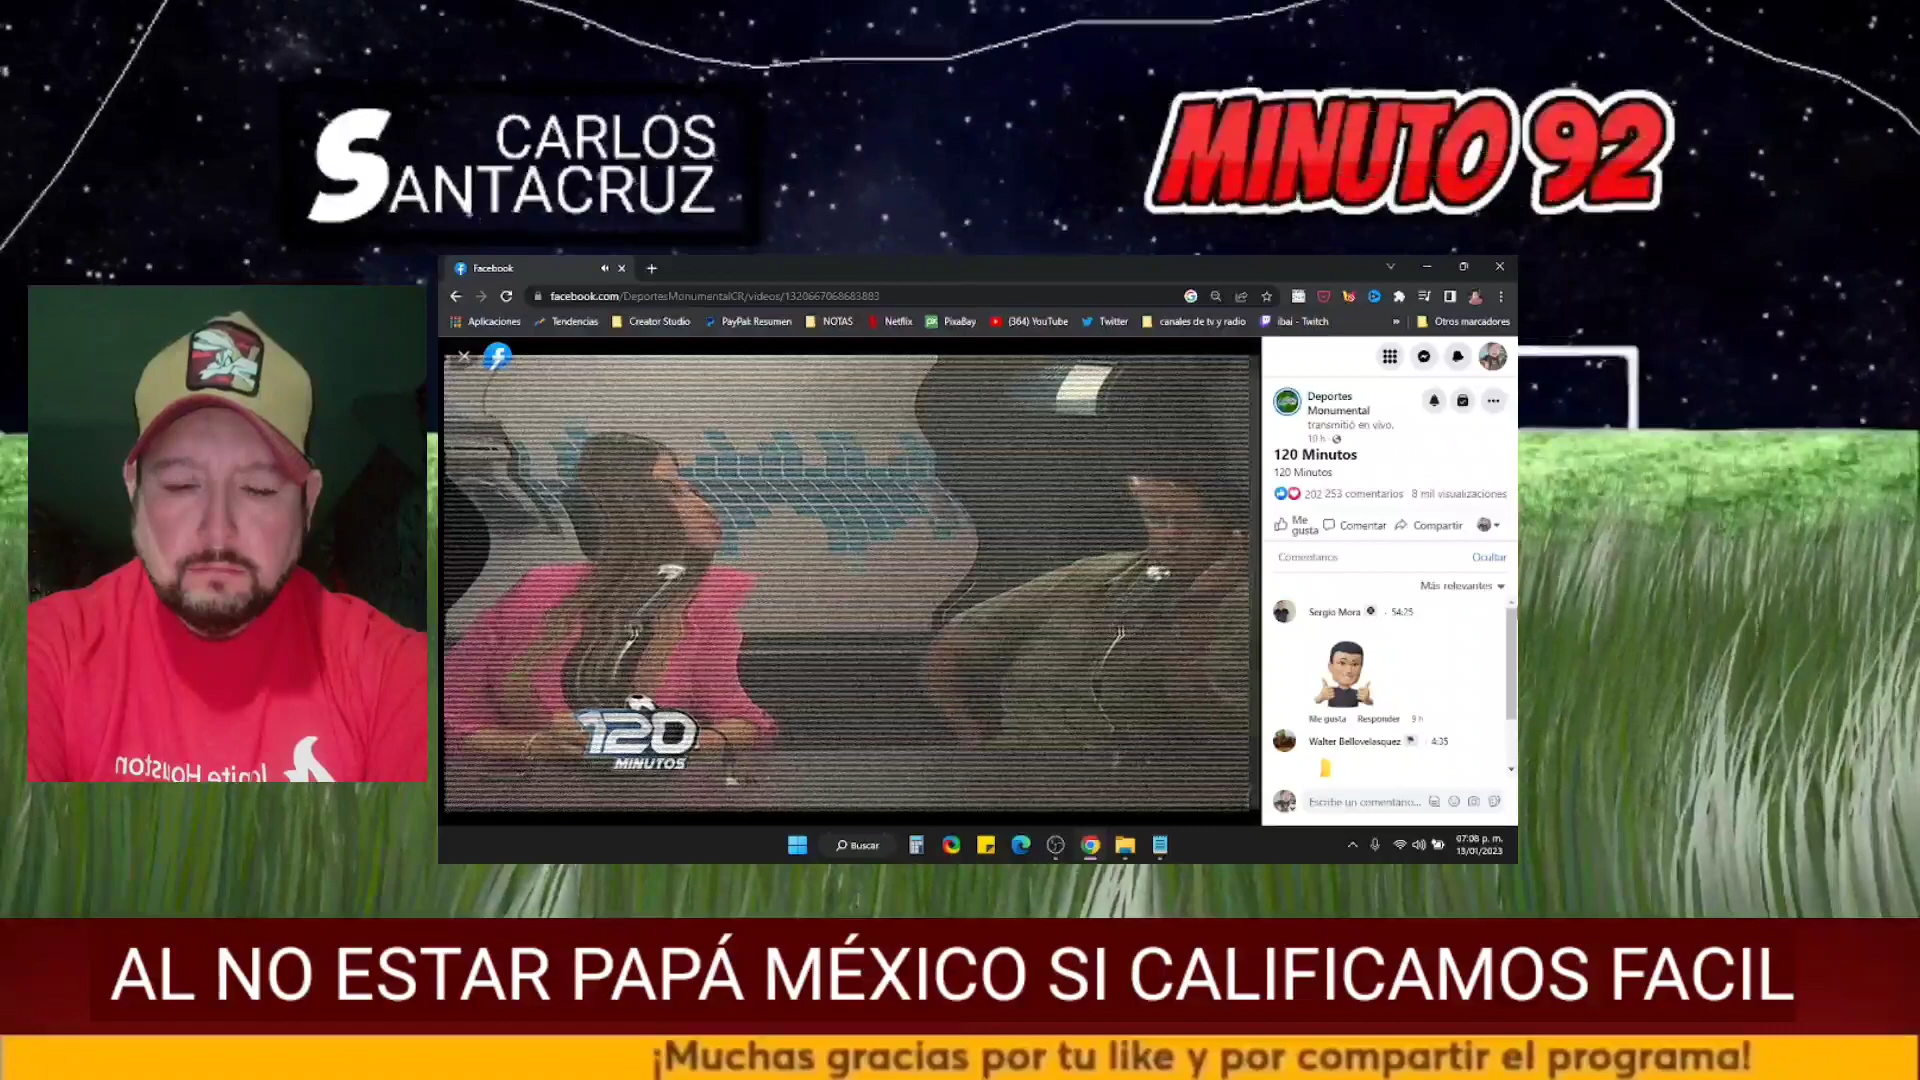 CARLOS
SANTACRUZ
MINUTO 92
Facebook
facebook.com/DeportesMonumentalCR/videos/1320667068683883
Aplicaciones
Tendencias
Creator Studio
PayPal: Resumen
NOTAS
Netflix
PixaBay
(364) YouTube
Twitter
canales de tv y radio
ibai - Twitch
»
Otros marcadores
Deportes
Monumental
transmitió en vivo.
10 h
120 Minutos
120 Minutos
202
253 comentarios
8 mil visualizaciones
Me
gusta
Comentar
Compartir
Comentarios
Ocultar
Más relevantes
Sergio Mora
· 54:25
Me gusta
Responder
9 h
Walter Bellovelasquez
· 4:35
Escribe un comentario...
120
MINUTOS
Ignite Houston
Buscar
07:08 p. m.
13/01/2023
AL NO ESTAR PAPÁ MÉXICO SI CALIFICAMOS FACIL
¡Muchas gracias por tu like y por compartir el programa!